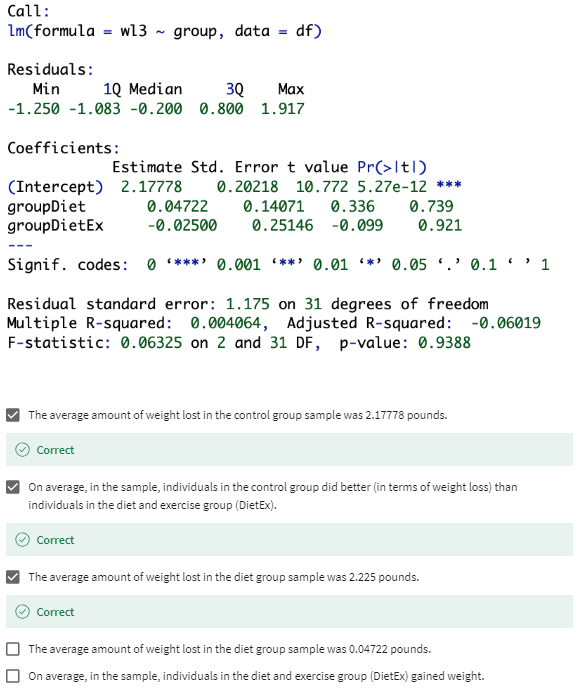 Call:
lm(formula = wl3 ~ group, data = df)
Residuals:
Min 1Q Median 3Q Max
-1.250 -1.083 -0.200 0.800 1.917
Coefficients:
Estimate Std. Error t value Pr(>|t|)
(Intercept) 2.17778 0.20218 10.772 5.27e-12 ***
groupDiet 0.04722 0.14071 0.336 0.739
groupDietEx -0.02500 0.25146 -0.099 0.921
---
Signif. codes: 0 ‘***’ 0.001 ‘**’ 0.01 ‘*’ 0.05 ‘.’ 0.1 ‘ ’ 1
Residual standard error: 1.175 on 31 degrees of freedom
Multiple R-squared: 0.004064, Adjusted R-squared: -0.06019
F-statistic: 0.06325 on 2 and 31 DF, p-value: 0.9388
The average amount of weight lost in the control group sample was 2.17778 pounds.
Correct
On average, in the sample, individuals in the control group did better (in terms of weight loss) than
individuals in the diet and exercise group (DietEx).
Correct
The average amount of weight lost in the diet group sample was 2.225 pounds.
Correct
The average amount of weight lost in the diet group sample was 0.04722 pounds.
On average, in the sample, individuals in the diet and exercise group (DietEx) gained weight.